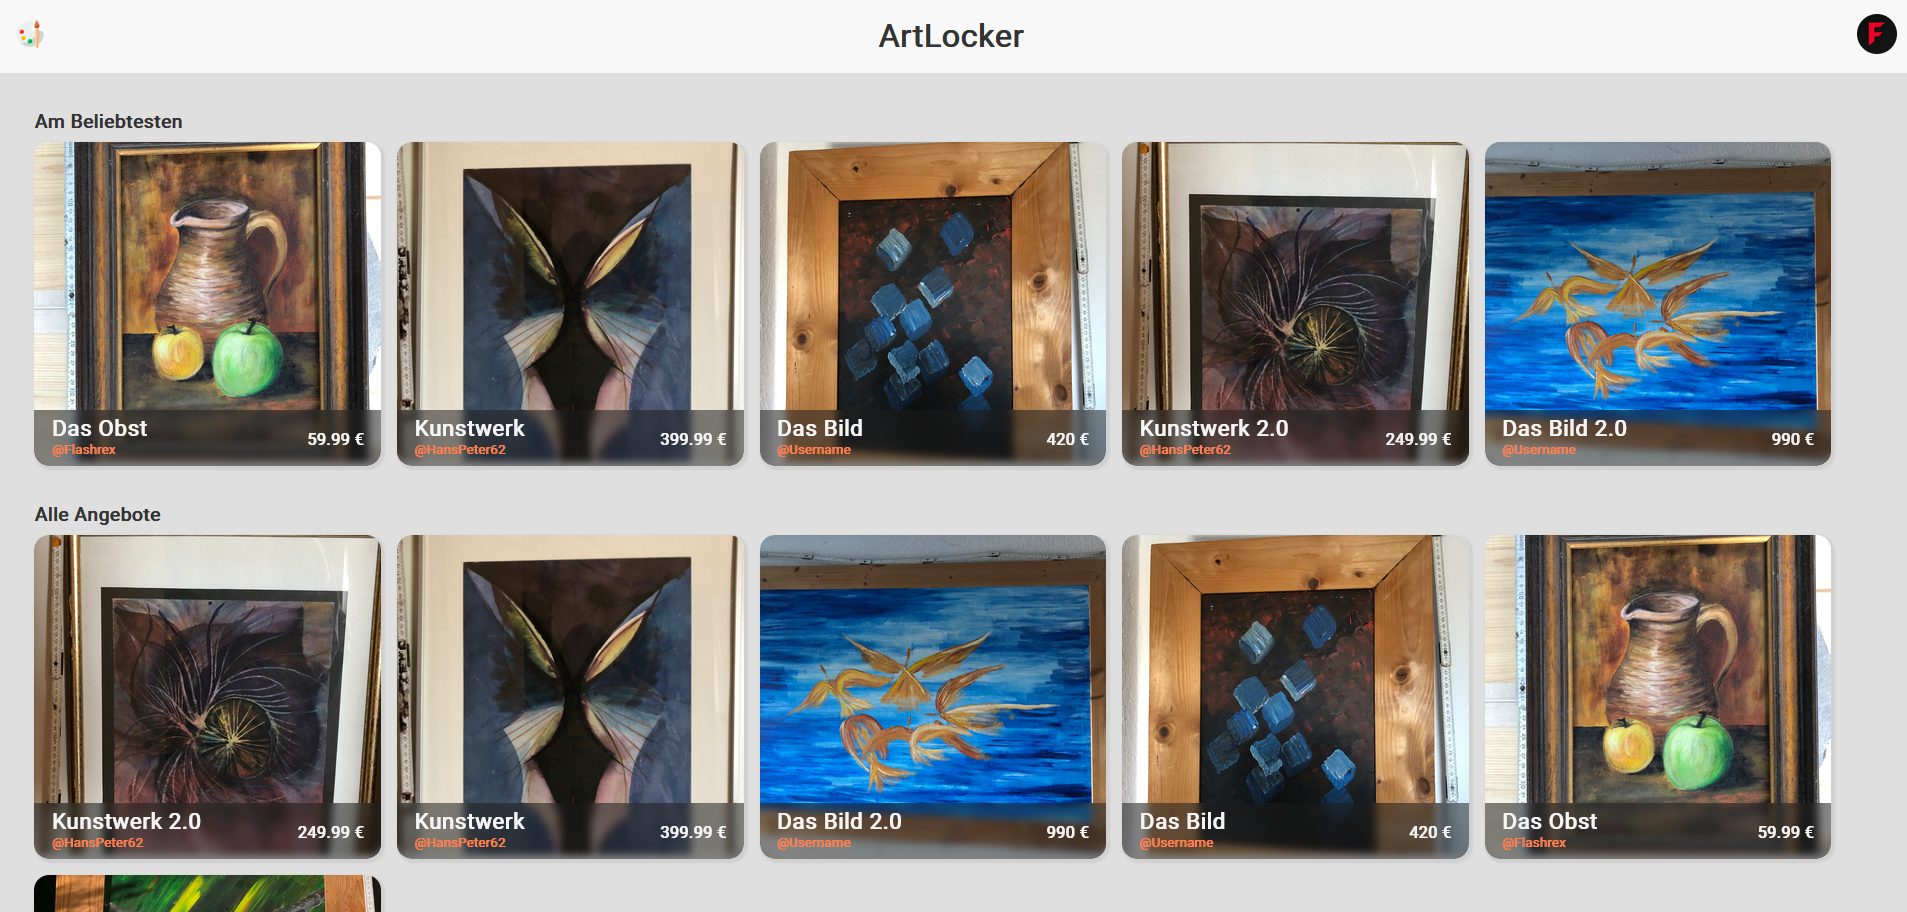 ArtLocker
F
Am Beliebtesten
Das Obst
@Flashrex
59.99 €
Kunstwerk
@HansPeter62
399.99 €
Das Bild
@Username
420 €
Kunstwerk 2.0
@HansPeter62
249.99 €
Das Bild 2.0
@Username
990 €
Alle Angebote
Kunstwerk 2.0
@HansPeter62
249.99 €
Kunstwerk
@HansPeter62
399.99 €
Das Bild 2.0
@Username
990 €
Das Bild
@Username
420 €
Das Obst
@Flashrex
59.99 €